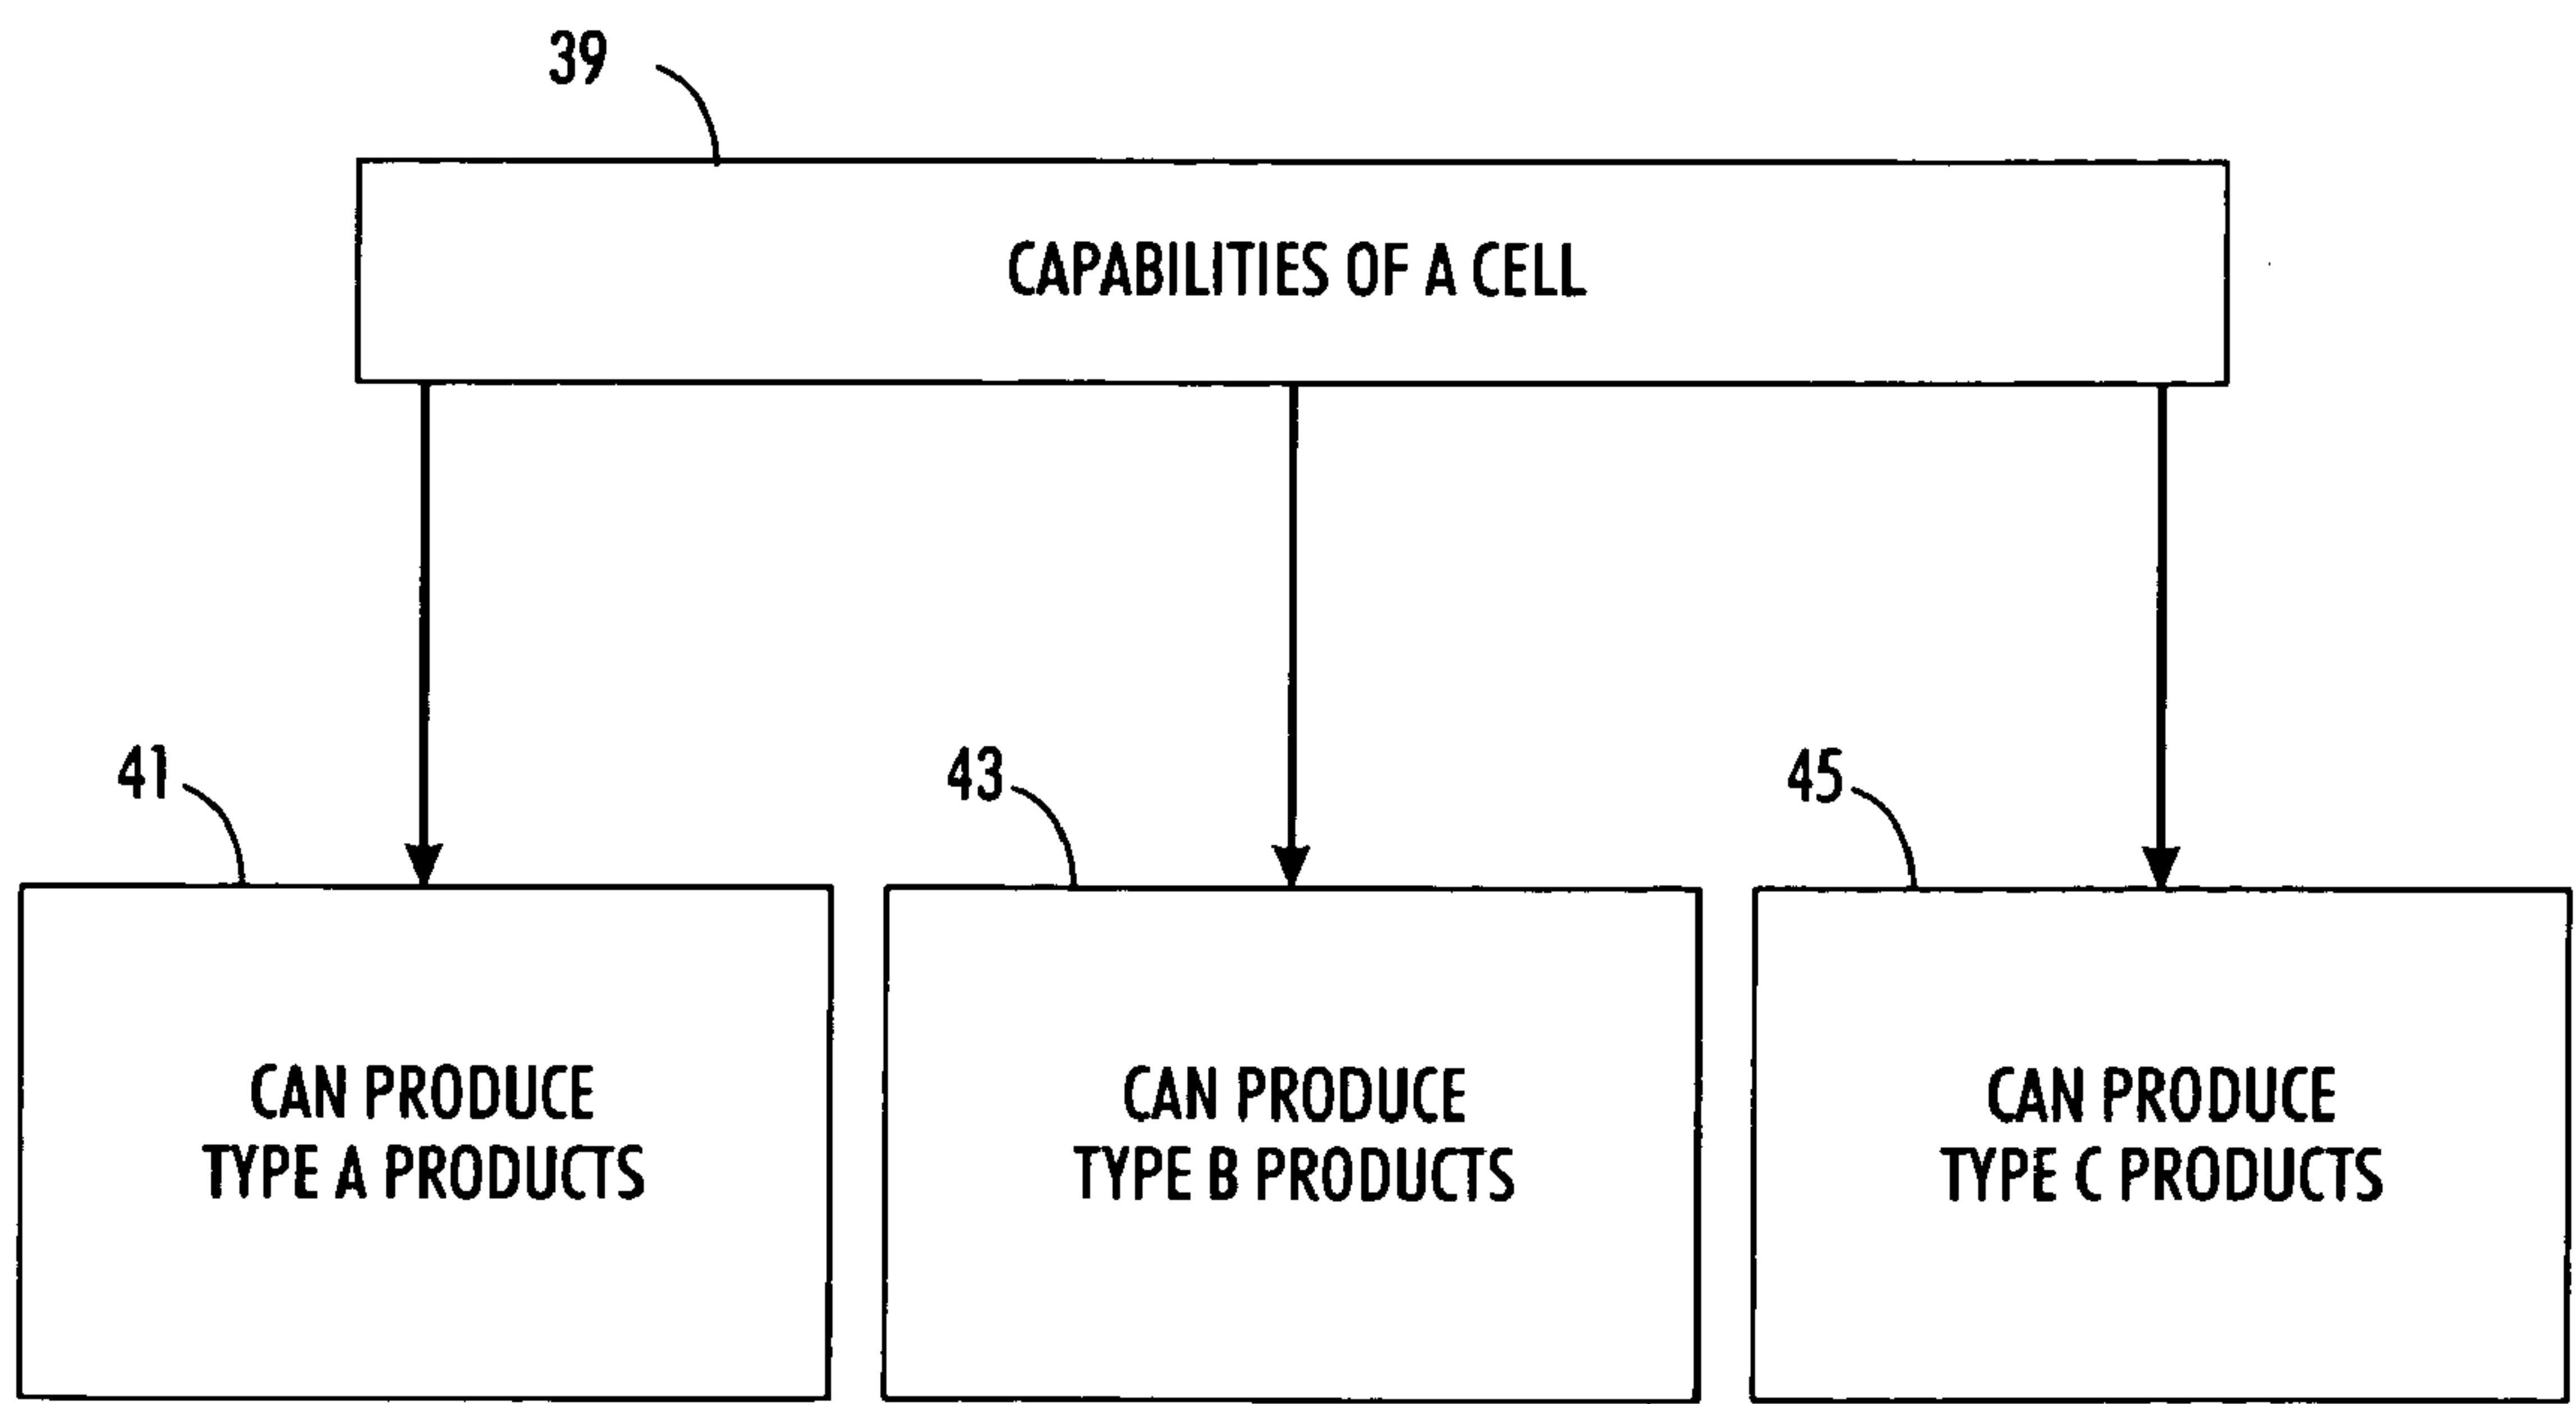 39
CAPABILITIES OF A CELL
41
43
45
CAN PRODUCE
TYPE A PRODUCTS
CAN PRODUCE
TYPE B PRODUCTS
CAN PRODUCE
TYPE C PRODUCTS